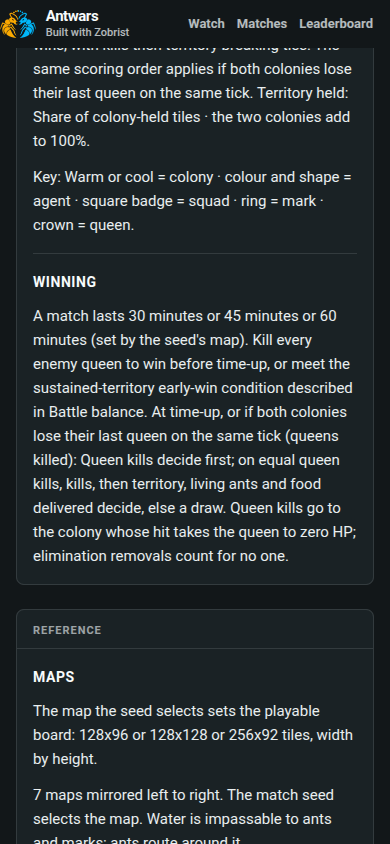 Antwars
Built with Zobrist
Watch Matches Leaderboard
wins, with kills then territory breaking ties. The
same scoring order applies if both colonies lose
their last queen on the same tick. Territory held:
Share of colony-held tiles · the two colonies add
to 100%.
Key: Warm or cool = colony · colour and shape =
agent · square badge = squad · ring = mark ·
crown = queen.
WINNING
A match lasts 30 minutes or 45 minutes or 60
minutes (set by the seed's map). Kill every
enemy queen to win before time-up, or meet the
sustained-territory early-win condition described
in Battle balance. At time-up, or if both colonies
lose their last queen on the same tick (queens
killed): Queen kills decide first; on equal queen
kills, kills, then territory, living ants and food
delivered decide, else a draw. Queen kills go to
the colony whose hit takes the queen to zero HP;
elimination removals count for no one.
REFERENCE
MAPS
The map the seed selects sets the playable
board: 128x96 or 128x128 or 256x92 tiles, width
by height.
7 maps mirrored left to right. The match seed
selects the map. Water is impassable to ants
and marks; ants route around it.